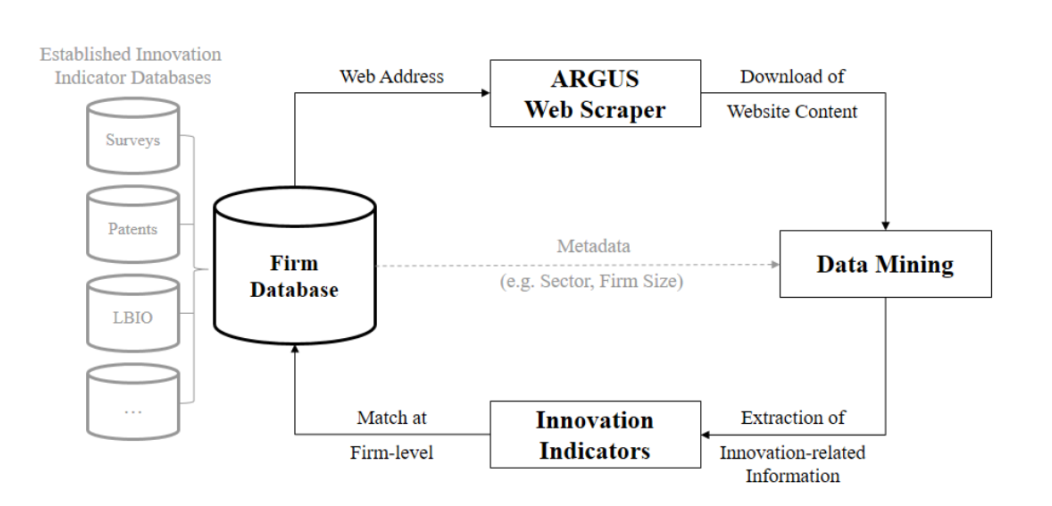 Established Innovation
Indicator Databases
Surveys
Patents
LBIO
...
Firm
Database
Web Address
ARGUS
Web Scraper
Download of
Website Content
Metadata
(e.g. Sector, Firm Size)
Data Mining
Match at
Firm-level
Innovation
Indicators
Extraction of
Innovation-related
Information